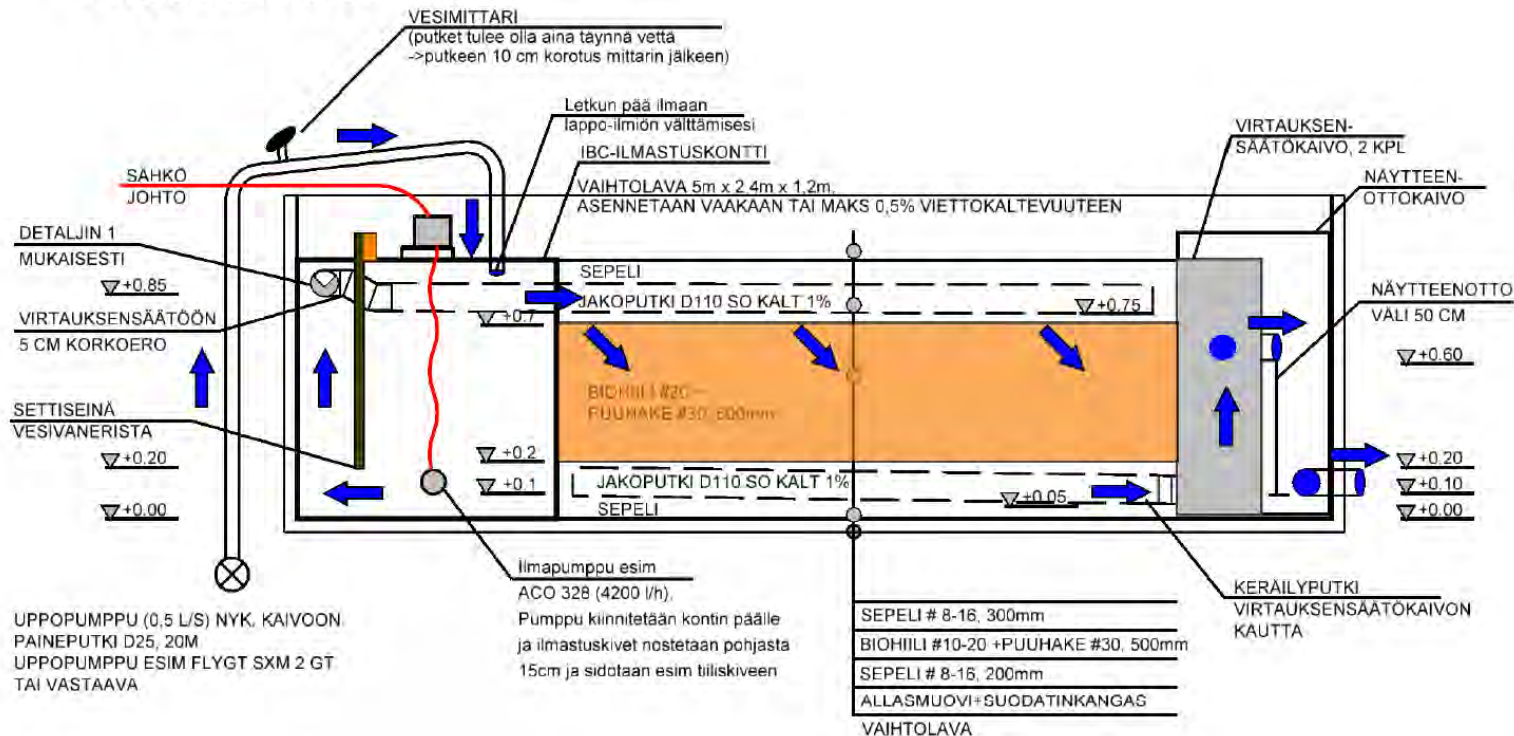 VESIMITTARI
(putket tulee olla aina täynnä vettä
->putkeen 10 cm korotus mittarin jälkeen)
Letkun pää ilmaan
lappo-ilmiön välttämisesi
IBC-ILMASTUSKONTTI
VAIHTOLAVA 5m x 2,4m x 1,2m.
ASENNETAAN VAAKAAN TAI MAKS 0,5% VIETTOKALTEVUUTEEN
VIRTAUKSEN-
SÄÄTÖKAIVO, 2 KPL
NÄYTTEEN-
OTTOKAIVO
SÄHKÖ
JOHTO
DETALJIN 1
MUKAISESTI
+0.85
VIRTAUKSENSÄÄTÖÖN
5 CM KORKOERO
SETTISEINÄ
VESIVANERISTA
+0.20
+0.00
SEPELI
JAKOPUTKI D110 SO KALT 1%
+0.75
+0.7
BIOHIILI #20
PUUHAKE #30, 600mm
+0.2
+0.1
JAKOPUTKI D110 SO KALT 1%
+0.05
SEPELI
NÄYTTEENOTTO
VÄLI 50 CM
+0.60
+0.20
+0.10
+0.00
UPPOPUMPPU (0,5 L/S) NYK. KAIVOON
PAINEPUTKI D25, 20M
UPPOPUMPPU ESIM FLYGT SXM 2 GT
TAI VASTAAVA
Ilmapumppu esim
ACO 328 (4200 l/h).
Pumppu kiinnitetään kontin päälle
ja ilmastuskivet nostetaan pohjasta
15cm ja sidotaan esim tiiliskiveen
SEPELI # 8-16, 300mm
BIOHIILI #10-20 +PUUHAKE #30, 500mm
SEPELI # 8-16, 200mm
ALLASMUOVI+SUODATINKANGAS
VAIHTOLAVA
KERÄILYPUTKI
VIRTAUKSENSÄÄTÖKAIVON
KAUTTA